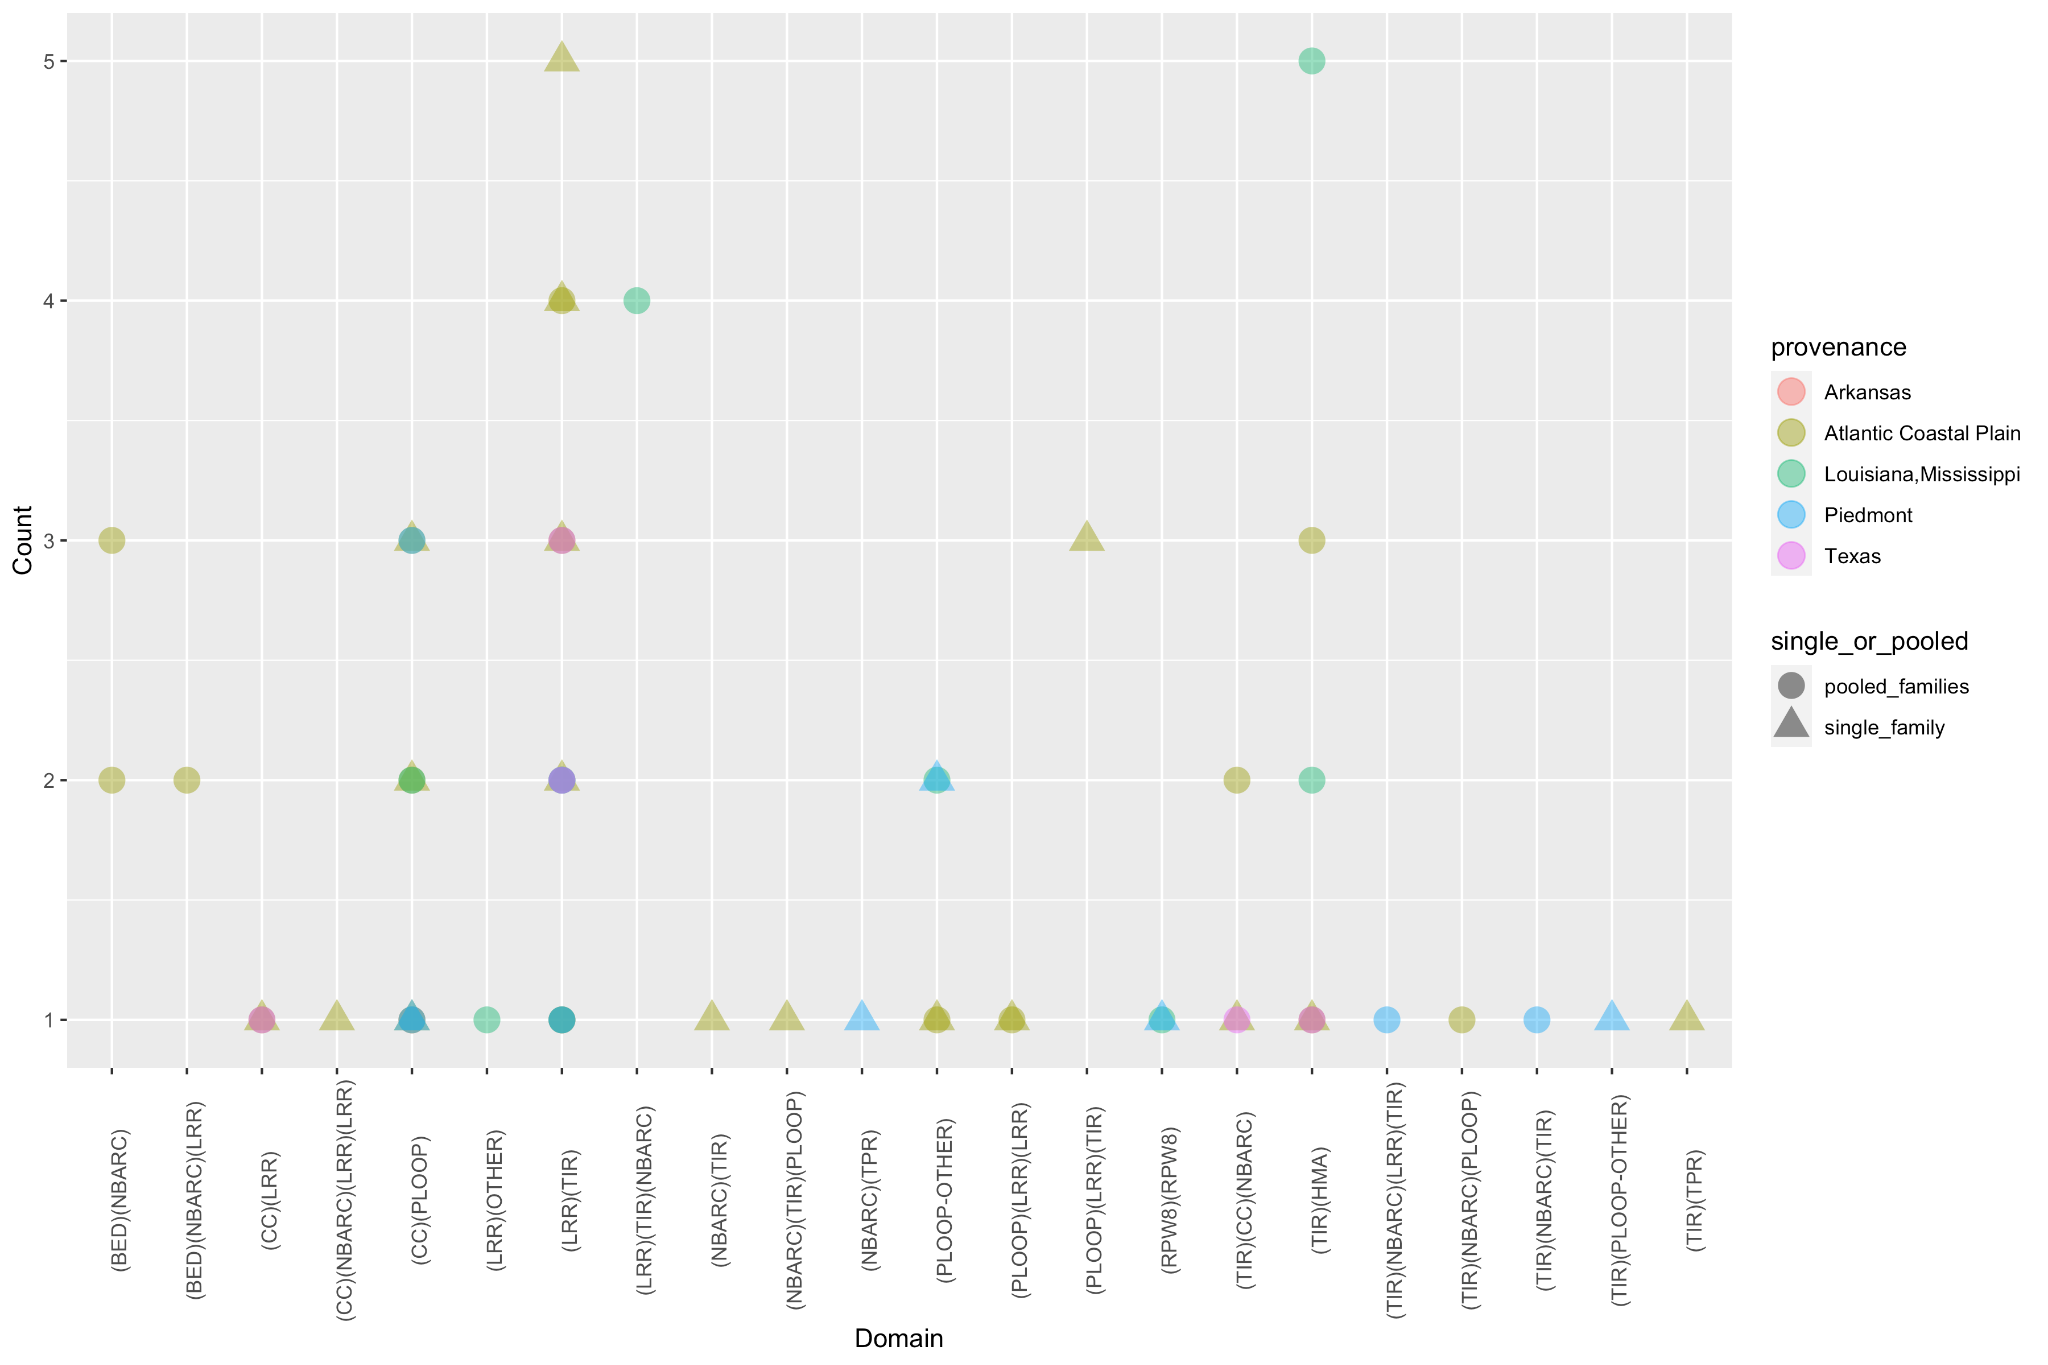 5
4
3
2
1
Count
(BED)(NBARC)
(BED)(NBARC)(LRR)
(CC)(LRR)
(CC)(NBARC)(LRR)(LRR)
(CC)(PLOOP)
(LRR)(OTHER)
(LRR)(TIR)
(LRR)(TIR)(NBARC)
(NBARC)(TIR)
(NBARC)(TIR)(PLOOP)
(NBARC)(TPR)
(PLOOP-OTHER)
(PLOOP)(LRR)(LRR)
(PLOOP)(LRR)(TIR)
(RPW8)(RPW8)
(TIR)(CC)(NBARC)
(TIR)(HMA)
(TIR)(NBARC)(LRR)(TIR)
(TIR)(NBARC)(PLOOP)
(TIR)(NBARC)(TIR)
(TIR)(PLOOP-OTHER)
(TIR)(TPR)
Domain
provenance
Arkansas
Atlantic Coastal Plain
Louisiana,Mississippi
Piedmont
Texas
single_or_pooled
pooled_families
single_family